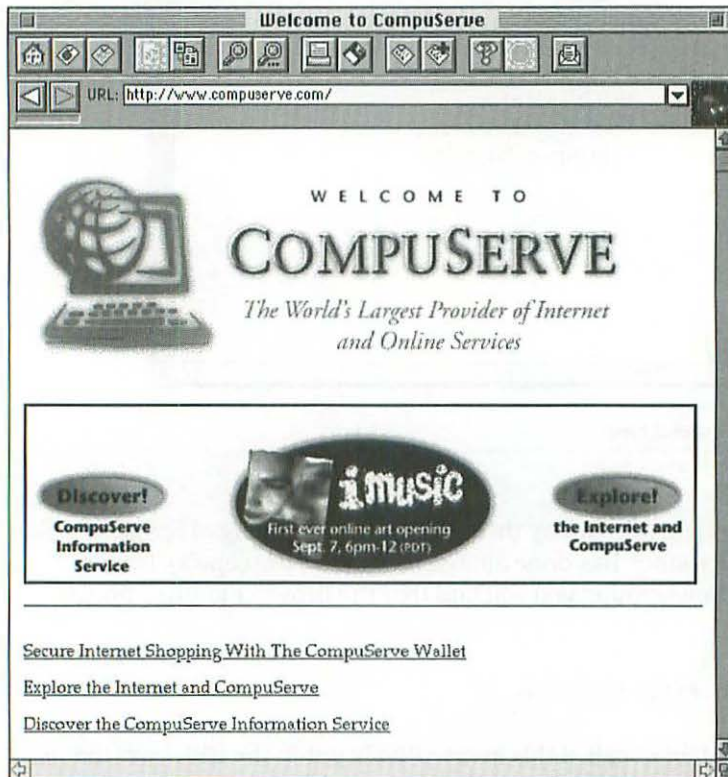 Welcome to CompuServe
URL: http://www.compuserve.com/
WELCOME TO
COMPUSERVE
The World's Largest Provider of Internet
and Online Services
Discover!
CompuServe
Information
Service
i music
First ever online art opening
Sept. 7, 6pm-12 (PDT)
Explore!
the Internet and
CompuServe
Secure Internet Shopping With The CompuServe Wallet
Explore the Internet and CompuServe
Discover the CompuServe Information Service